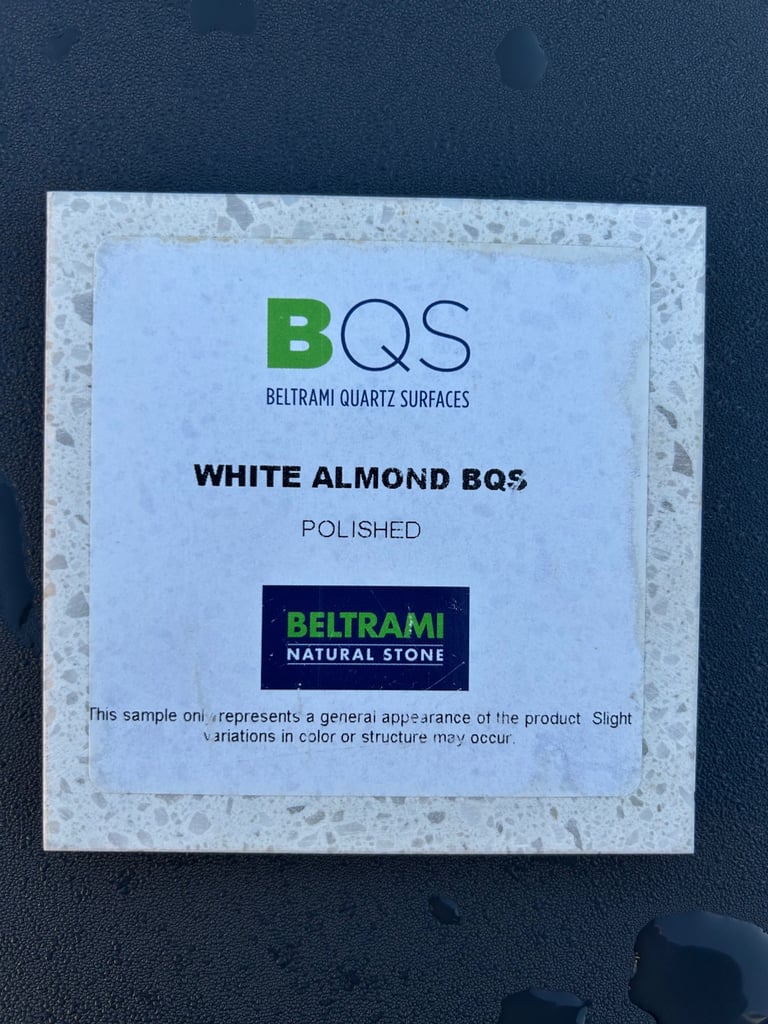 BQS
BELTRAMI QUARTZ SURFACES
WHITE ALMOND BQS
POLISHED
BELTRAMI
NATURAL STONE
This sample only represents a general appearance of the product. Slight
variations in color or structure may occur.